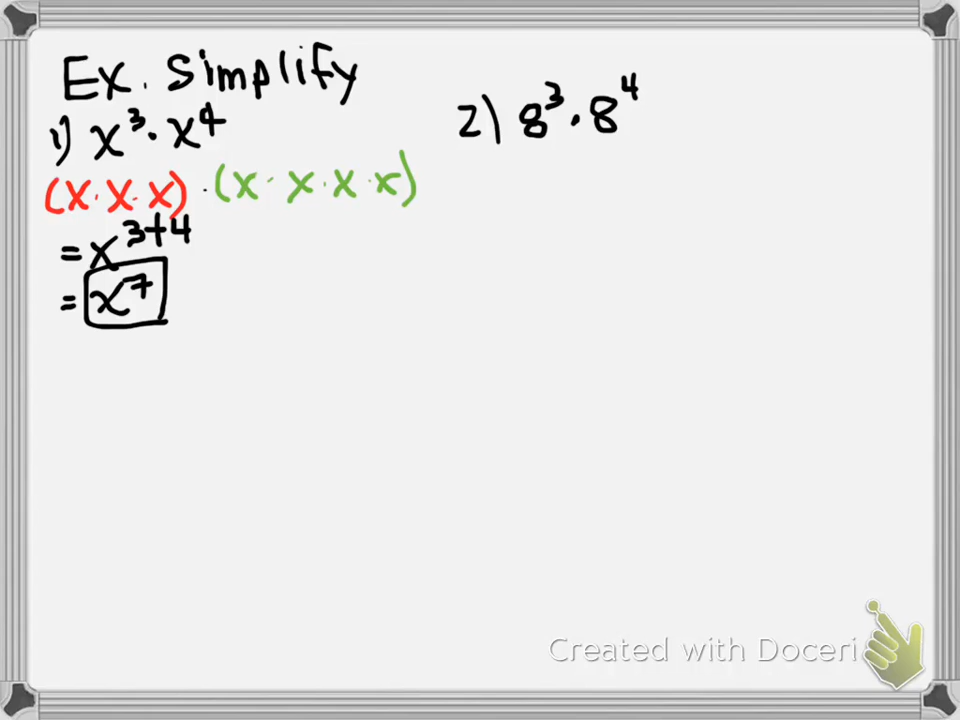 Ex. Simplify
1) x³ · x⁴
(x · x · x) · (x · x · x · x)
= x³⁺⁴
= x⁷
2) 8³ · 8⁴
Created with Doceri